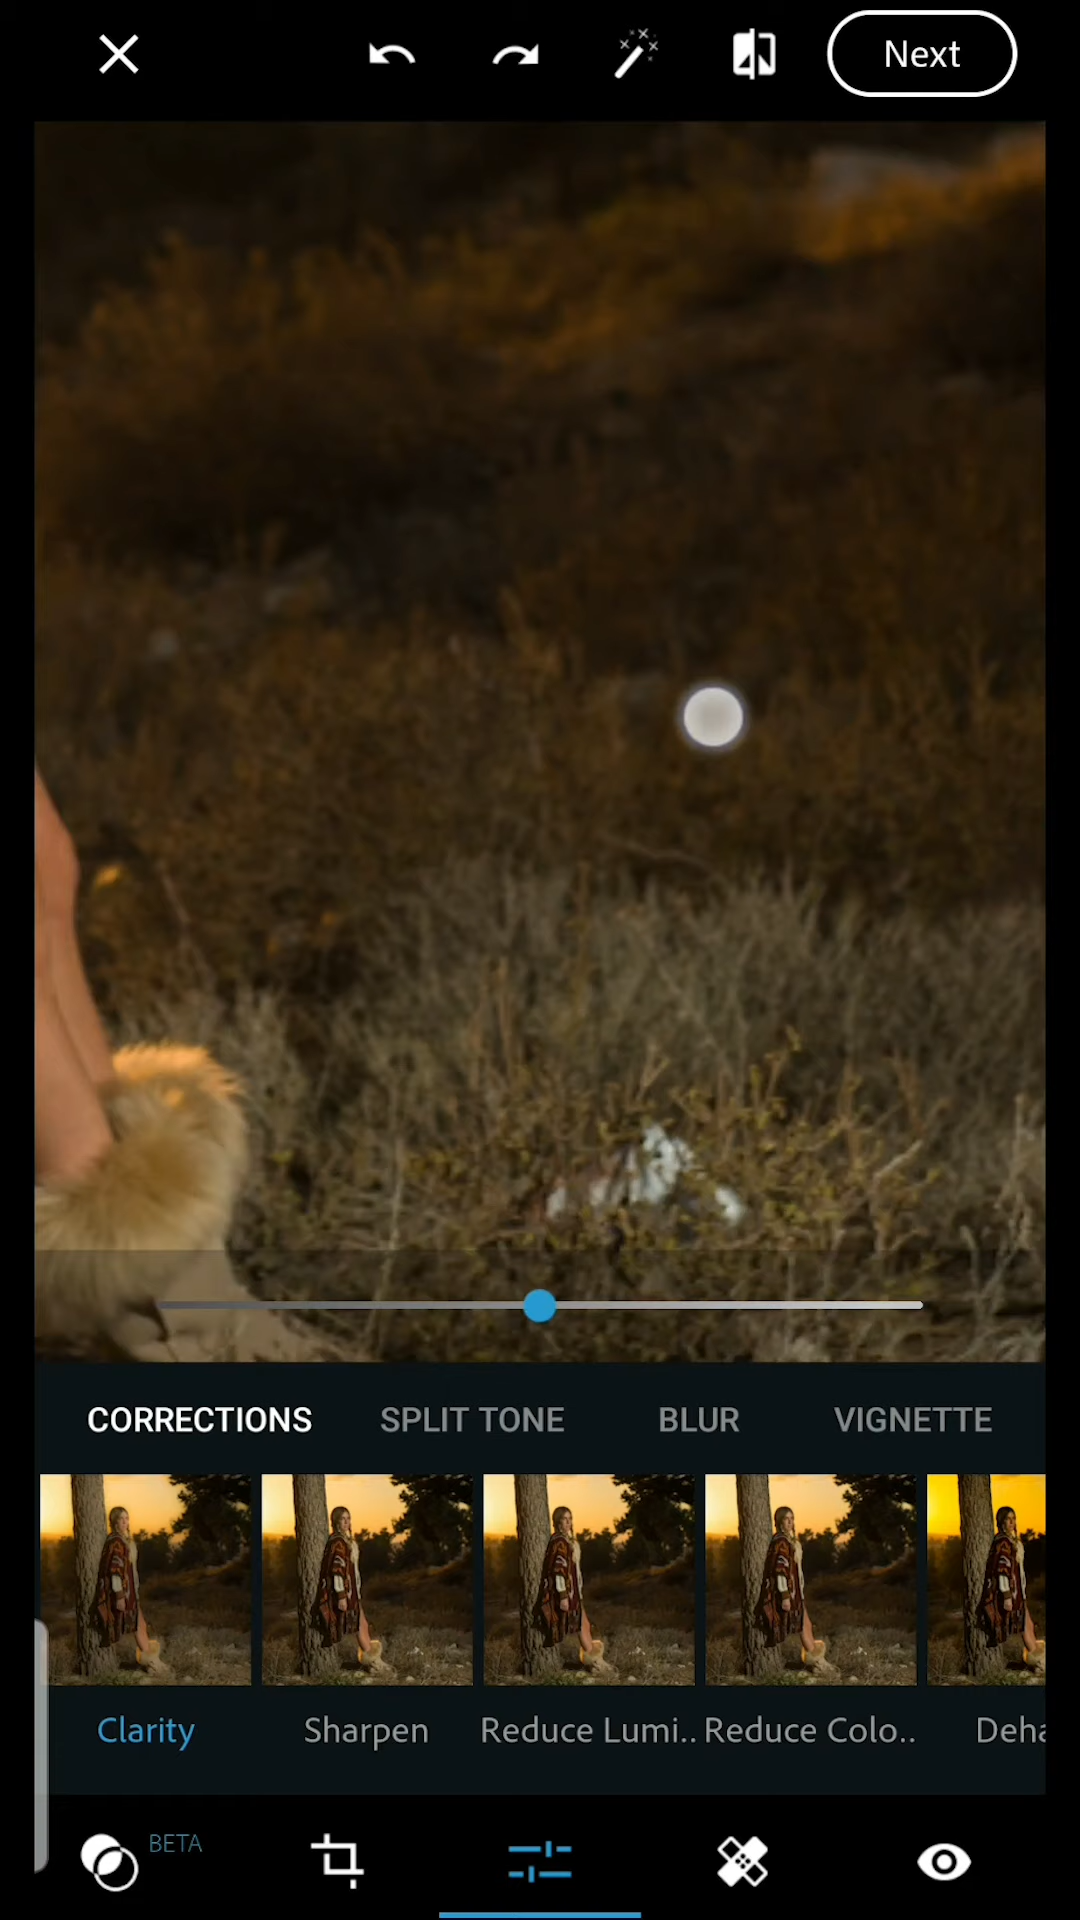 Next
CORRECTIONS SPLIT TONE BLUR VIGNETTE
Clarity Sharpen Reduce Lumi.. Reduce Colo.. Deha
BETA